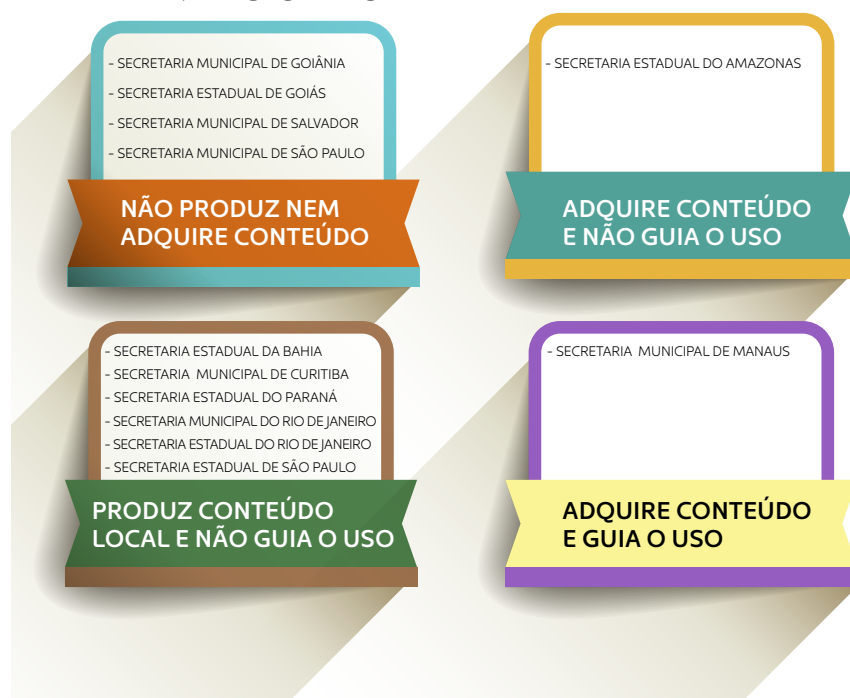 - SECRETARIA MUNICIPAL DE GOIÂNIA
- SECRETARIA ESTADUAL DE GOIÁS
- SECRETARIA MUNICIPAL DE SALVADOR
- SECRETARIA MUNICIPAL DE SÃO PAULO
NÃO PRODUZ NEM
ADQUIRE CONTEÚDO
- SECRETARIA ESTADUAL DO AMAZONAS
ADQUIRE CONTEÚDO
E NÃO GUIA O USO
- SECRETARIA ESTADUAL DA BAHIA
- SECRETARIA MUNICIPAL DE CURITIBA
- SECRETARIA ESTADUAL DO PARANÁ
- SECRETARIA MUNICIPAL DO RIO DE JANEIRO
- SECRETARIA ESTADUAL DO RIO DE JANEIRO
- SECRETARIA ESTADUAL DE SÃO PAULO
PRODUZ CONTEÚDO
LOCAL E NÃO GUIA O USO
- SECRETARIA MUNICIPAL DE MANAUS
ADQUIRE CONTEÚDO
E GUIA O USO